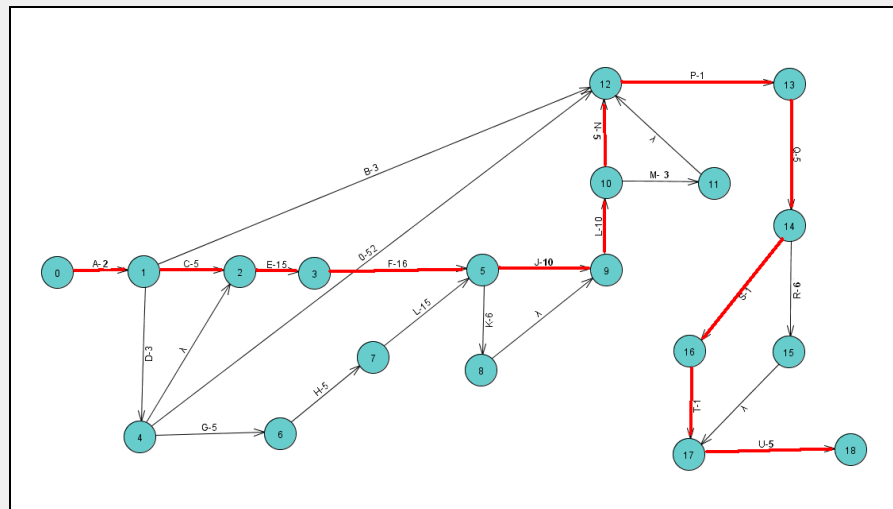 12
P-1
13
N-5
λ
Q-5
B-3
10
M- 3
11
14
0-52
L-10
0
A-2
1
C-5
2
E-15
3
F-16
5
J-10
9
S-1
R-6
L-15
K-6
λ
D-3
λ
7
8
16
15
H-5
T-1
λ
4
G-5
6
17
U-5
18